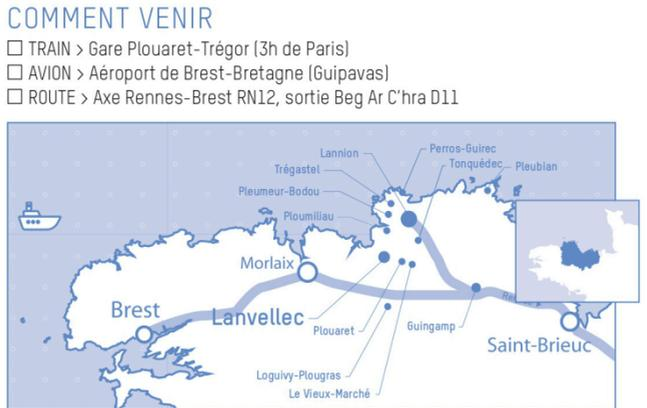 COMMENT VENIR
TRAIN > Gare Plouaret-Trégor (3h de Paris)
AVION > Aéroport de Brest-Bretagne (Guipavas)
ROUTE > Axe Rennes-Brest RN12, sortie Beg Ar C'hra D11
Lannion
Perros-Guirec
Trégastel
Tonquédec
Pleubian
Pleumeur-Bodou
Ploumiliau
Morlaix
Brest
Lanvellec
Plouaret
Guingamp
Saint-Brieuc
Loguivy-Plougras
Le Vieux-Marché